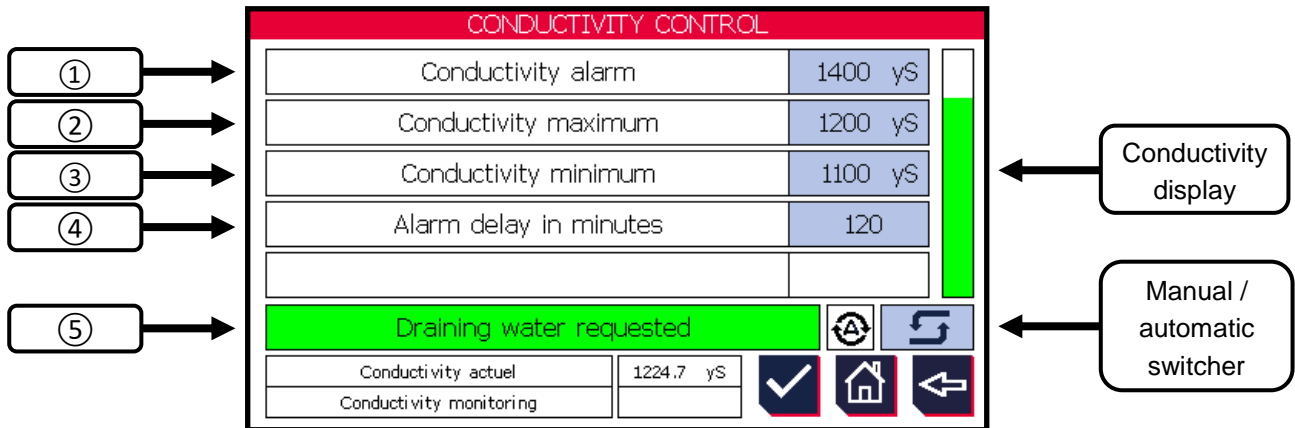 CONDUCTIVITY CONTROL
① Conductivity alarm 1400 yS
② Conductivity maximum 1200 yS
③ Conductivity minimum 1100 yS
④ Alarm delay in minutes 120
Conductivity
display
⑤ Draining water requested A
Manual /
automatic
switcher
Conductivity actuel 1224.7 yS
Conductivity monitoring